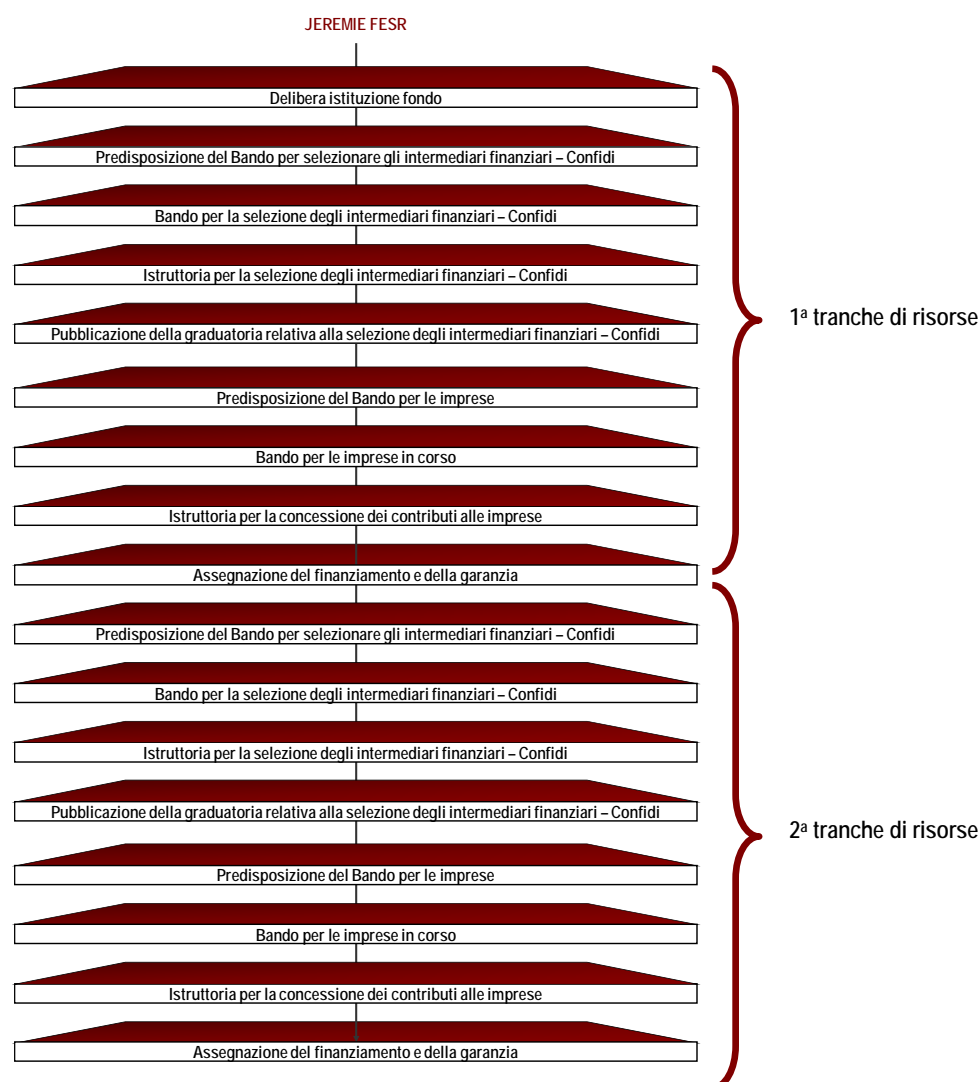 JEREMIE FESR
Delibera istituzione fondo
Predisposizione del Bando per selezionare gli intermediari finanziari – Confidi
Bando per la selezione degli intermediari finanziari – Confidi
Istruttoria per la selezione degli intermediari finanziari – Confidi
Pubblicazione della graduatoria relativa alla selezione degli intermediari finanziari – Confidi
1ª tranche di risorse
Predisposizione del Bando per le imprese
Bando per le imprese in corso
Istruttoria per la concessione dei contributi alle imprese
Assegnazione del finanziamento e della garanzia
Predisposizione del Bando per selezionare gli intermediari finanziari – Confidi
Bando per la selezione degli intermediari finanziari – Confidi
Istruttoria per la selezione degli intermediari finanziari – Confidi
Pubblicazione della graduatoria relativa alla selezione degli intermediari finanziari – Confidi
2ª tranche di risorse
Predisposizione del Bando per le imprese
Bando per le imprese in corso
Istruttoria per la concessione dei contributi alle imprese
Assegnazione del finanziamento e della garanzia